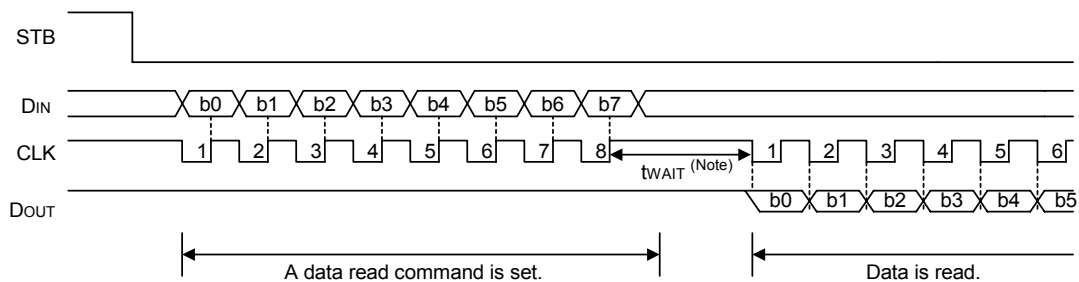 STB
DIN b0 b1 b2 b3 b4 b5 b6 b7
CLK 1 2 3 4 5 6 7 8 1 2 3 4 5 6
tWAIT (Note)
DOUT b0 b1 b2 b3 b4 b5
A data read command is set. Data is read.